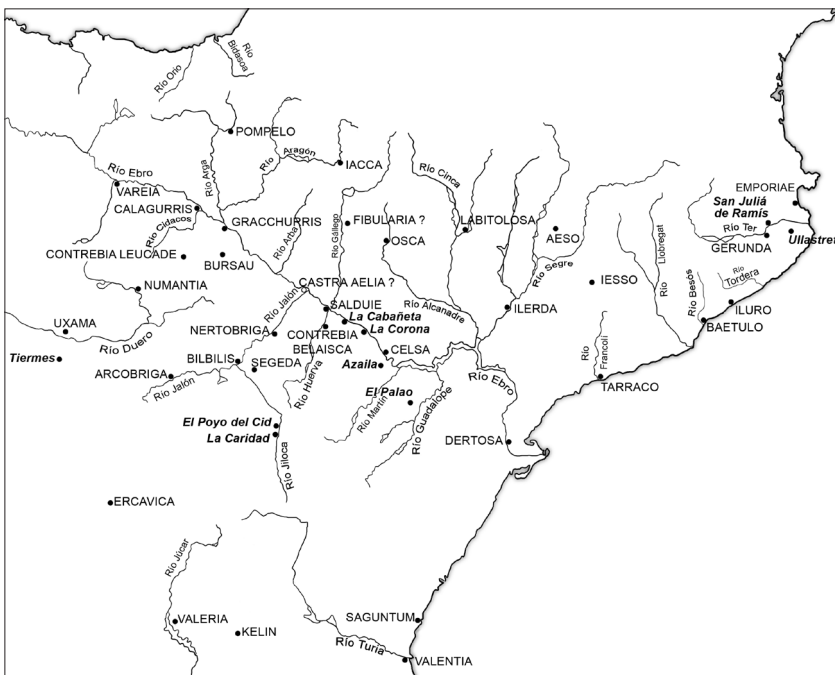 Río Orio
Río
Bidasoa
POMPELO
Río
Aragón
IACCA
Río Ebro
VAREIA
Río Arga
Río Cinca
CALAGURRIS
Río Cidacos
GRACCHURRIS
Río Arba
Río Gállego
FIBULARIA ?
OSCA
LABITOLOSA
AESO
EMPORIAE
San Juliá
de Ramís
Río Ter
GERUNDA
Ullastret
CONTREBIA LEUCADE
BURSAU
NUMANTIA
CASTRA AELIA ?
Río Segre
IESSO
Río
Llobregat
Río Besós
Río
Tordera
ILURO
BAETULO
UXAMA
Río Duero
NERTOBRIGA
Río Jalón
SALDUIE
La Cabañeta
La Corona
Río Alcanadre
ILERDA
CONTREBIA
BELAISCA
Tiermes
ARCOBRIGA
BILBILIS
SEGEDA
Río Jalón
Río Huerva
CELSA
Azaila
Río Ebro
Río
Francolí
TARRACO
El Palao
Río Martín
Río Guadalope
El Poyo del Cid
La Caridad
Río Jiloca
DERTOSA
ERCAVICA
Río Júcar
VALERIA
KELIN
SAGUNTUM
Río Turia
VALENTIA